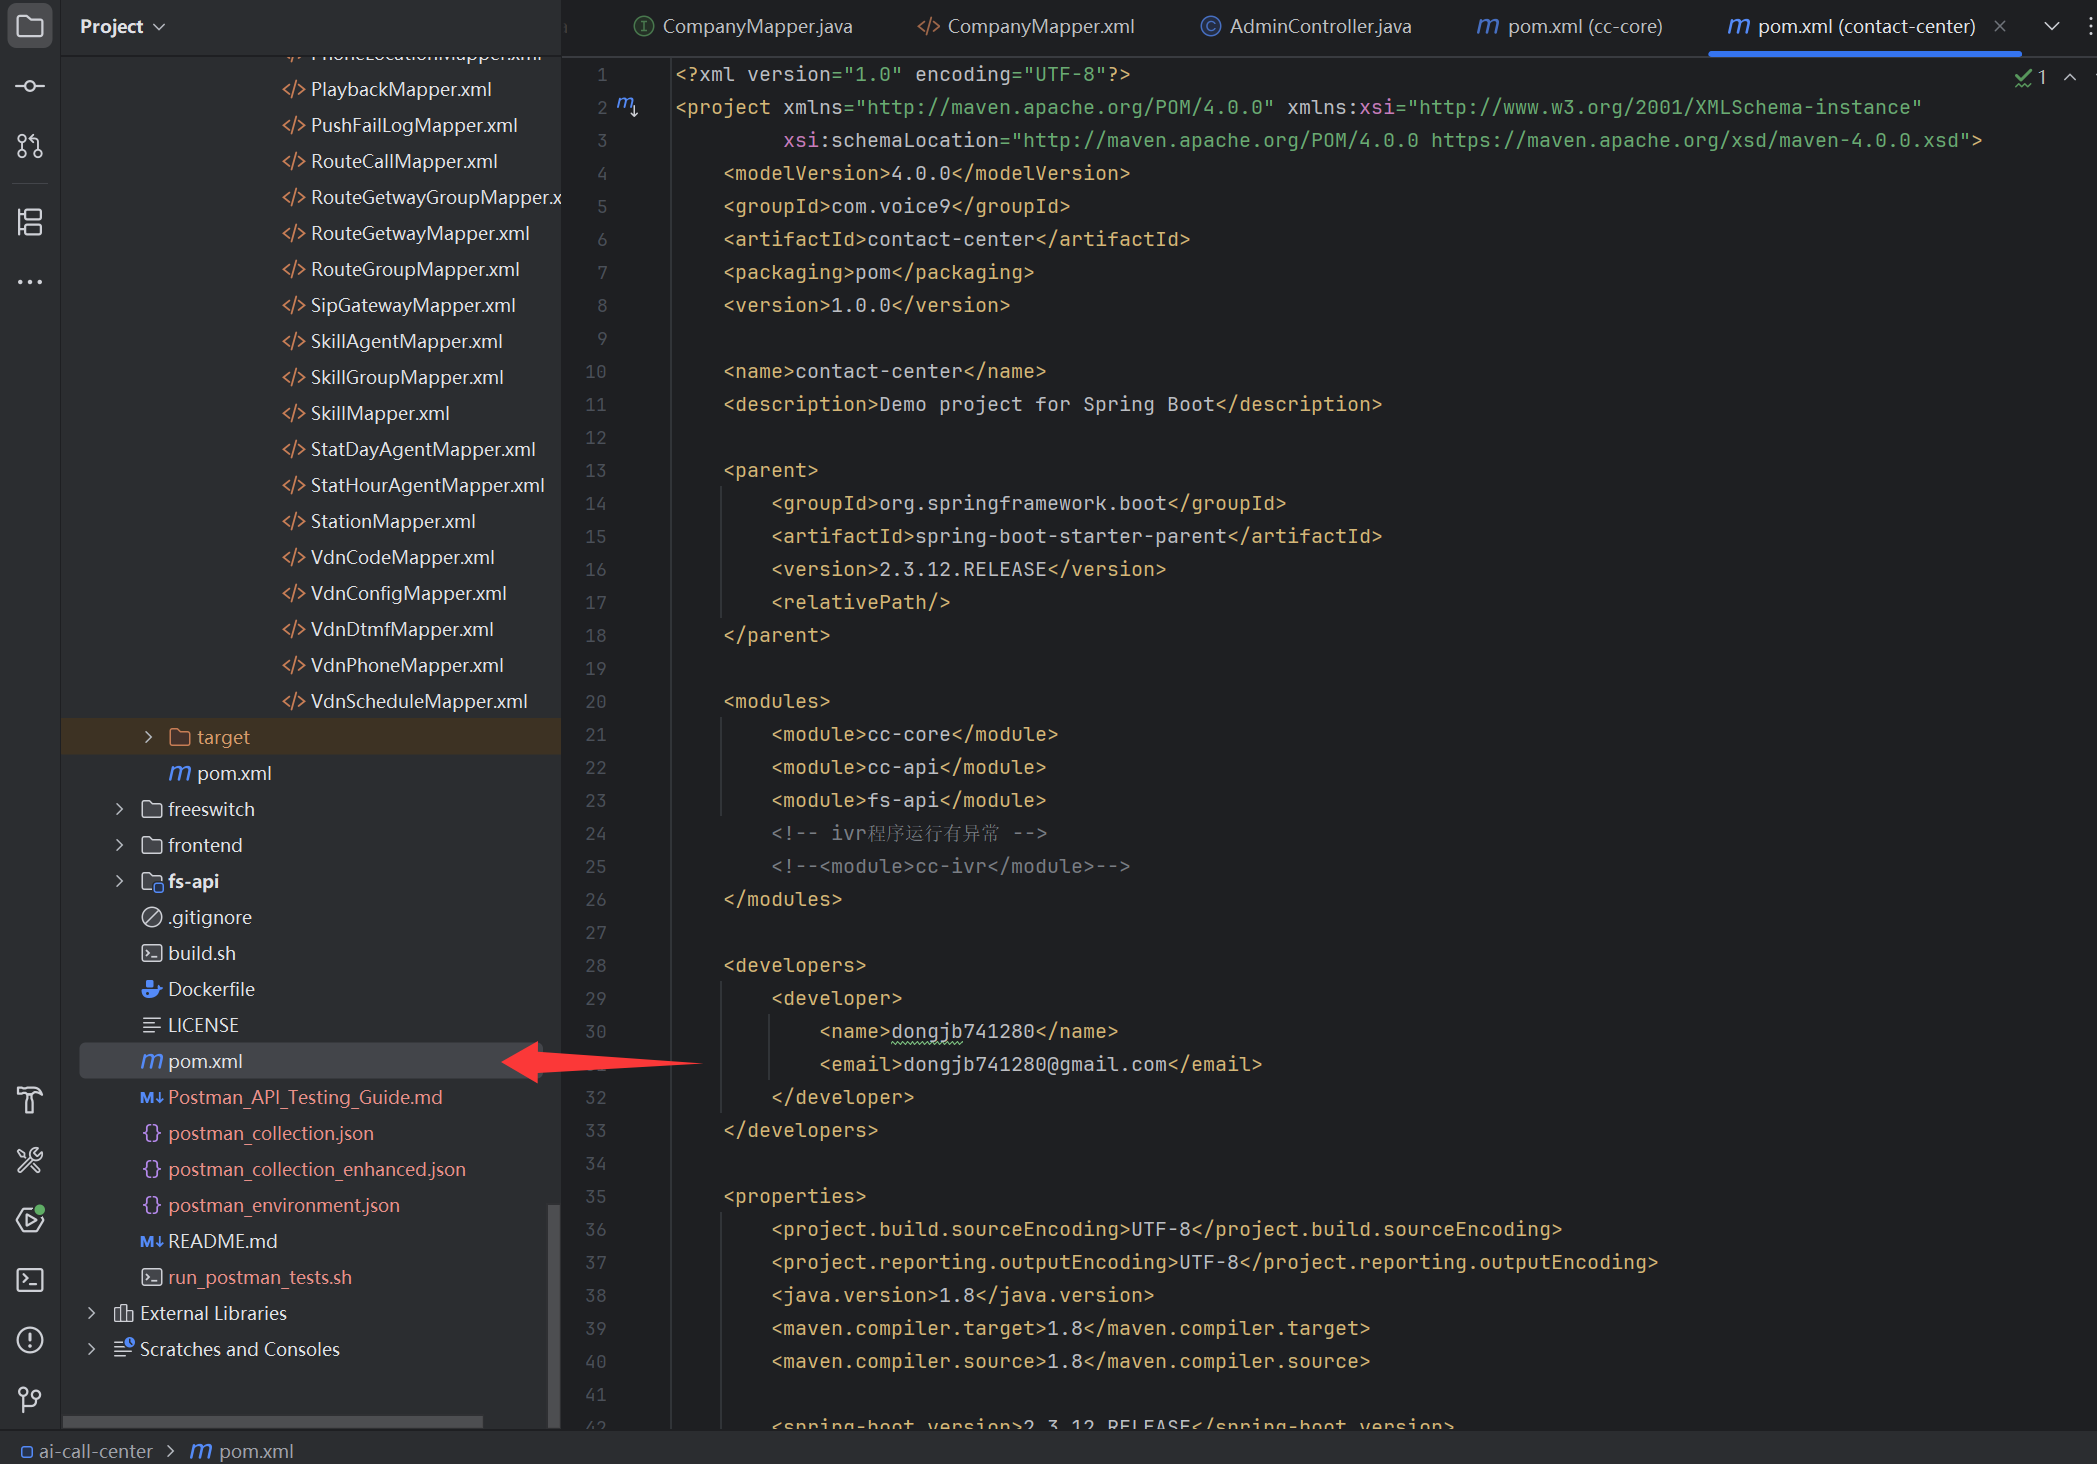 Project
CompanyMapper.java
CompanyMapper.xml
AdminController.java
pom.xml (cc-core)
pom.xml (contact-center)
PhoneLocationMapper.xml
PlaybackMapper.xml
PushFailLogMapper.xml
RouteCallMapper.xml
RouteGetwayGroupMapper.x
RouteGetwayMapper.xml
RouteGroupMapper.xml
SipGatewayMapper.xml
SkillAgentMapper.xml
SkillGroupMapper.xml
SkillMapper.xml
StatDayAgentMapper.xml
StatHourAgentMapper.xml
StationMapper.xml
VdnCodeMapper.xml
VdnConfigMapper.xml
VdnDtmfMapper.xml
VdnPhoneMapper.xml
VdnScheduleMapper.xml
target
pom.xml
freeswitch
frontend
fs-api
.gitignore
build.sh
Dockerfile
LICENSE
pom.xml
Postman_API_Testing_Guide.md
postman_collection.json
postman_collection_enhanced.json
postman_environment.json
README.md
run_postman_tests.sh
External Libraries
Scratches and Consoles
1
1 <?xml version="1.0" encoding="UTF-8"?>
2 <project xmlns="http://maven.apache.org/POM/4.0.0" xmlns:xsi="http://www.w3.org/2001/XMLSchema-instance"
3 xsi:schemaLocation="http://maven.apache.org/POM/4.0.0 https://maven.apache.org/xsd/maven-4.0.0.xsd">
4 <modelVersion>4.0.0</modelVersion>
5 <groupId>com.voice9</groupId>
6 <artifactId>contact-center</artifactId>
7 <packaging>pom</packaging>
8 <version>1.0.0</version>
9
10 <name>contact-center</name>
11 <description>Demo project for Spring Boot</description>
12
13 <parent>
14 <groupId>org.springframework.boot</groupId>
15 <artifactId>spring-boot-starter-parent</artifactId>
16 <version>2.3.12.RELEASE</version>
17 <relativePath/>
18 </parent>
19
20 <modules>
21 <module>cc-core</module>
22 <module>cc-api</module>
23 <module>fs-api</module>
24 <!-- ivr程序运行有异常 -->
25 <!--<module>cc-ivr</module>-->
26 </modules>
27
28 <developers>
29 <developer>
30 <name>dongjb741280</name>
<email>dongjb741280@gmail.com</email>
32 </developer>
33 </developers>
34
35 <properties>
36 <project.build.sourceEncoding>UTF-8</project.build.sourceEncoding>
37 <project.reporting.outputEncoding>UTF-8</project.reporting.outputEncoding>
38 <java.version>1.8</java.version>
39 <maven.compiler.target>1.8</maven.compiler.target>
40 <maven.compiler.source>1.8</maven.compiler.source>
41
42 <spring-boot.version>2.3.12.RELEASE</spring-boot.version>
ai-call-center > pom.xml